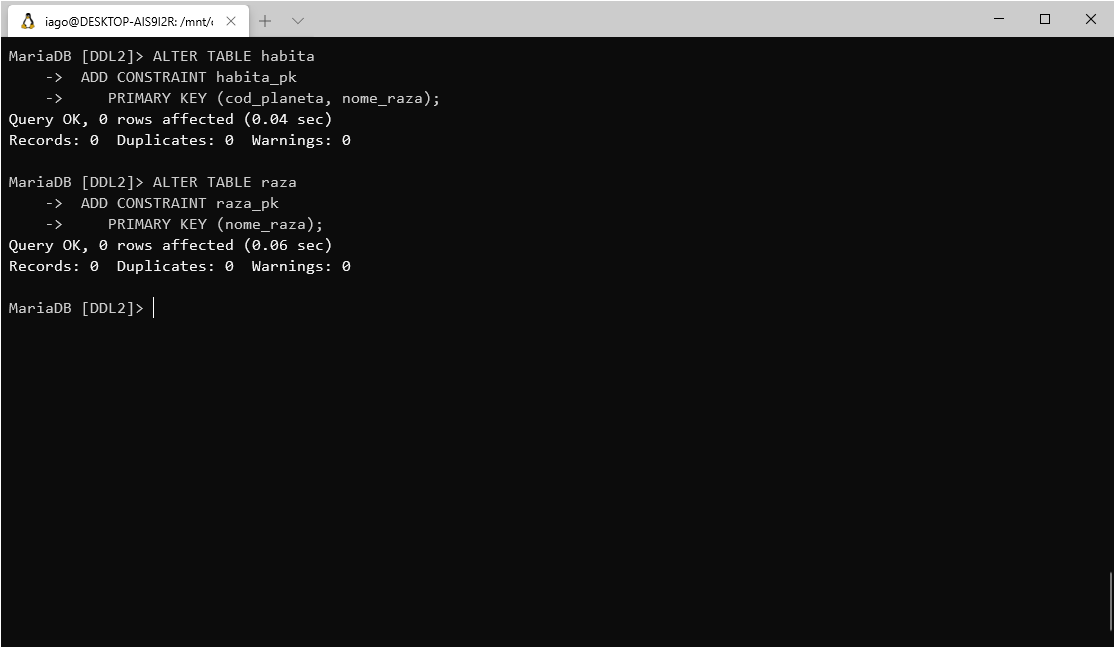 iago@DESKTOP-AIS9I2R: /mnt/
MariaDB [DDL2]> ALTER TABLE habita
    ->  ADD CONSTRAINT habita_pk
    ->     PRIMARY KEY (cod_planeta, nome_raza);
Query OK, 0 rows affected (0.04 sec)
Records: 0  Duplicates: 0  Warnings: 0
MariaDB [DDL2]> ALTER TABLE raza
    ->  ADD CONSTRAINT raza_pk
    ->     PRIMARY KEY (nome_raza);
Query OK, 0 rows affected (0.06 sec)
Records: 0  Duplicates: 0  Warnings: 0
MariaDB [DDL2]>